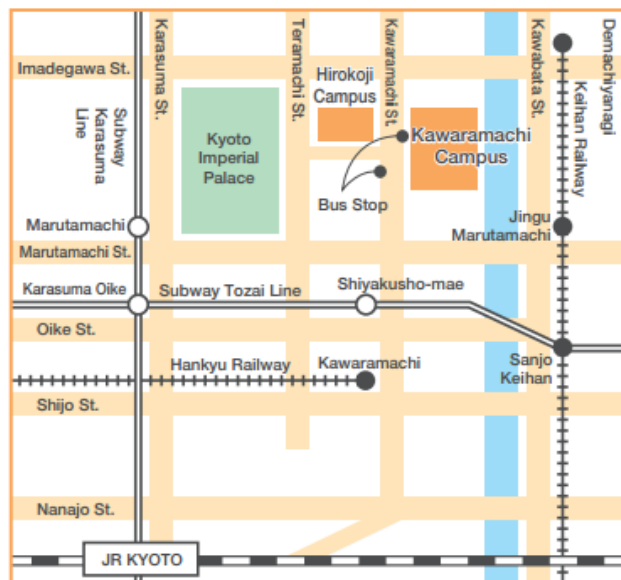 Karasuma St.
Teramachi St.
Kawaramachi St.
Kawabata St.
Demachiyanagi
Keihan Railway
Imadegawa St.
Hirokoji
Campus
Subway
Karasuma
Line
Kyoto
Imperial
Palace
Kawaramachi
Campus
Bus Stop
Marutamachi
Jingu
Marutamachi
Marutamachi St.
Karasuma Oike
Subway Tozai Line
Shiyakusho-mae
Oike St.
Hankyu Railway
Kawaramachi
Sanjo
Keihan
Shijo St.
Nanajo St.
JR KYOTO